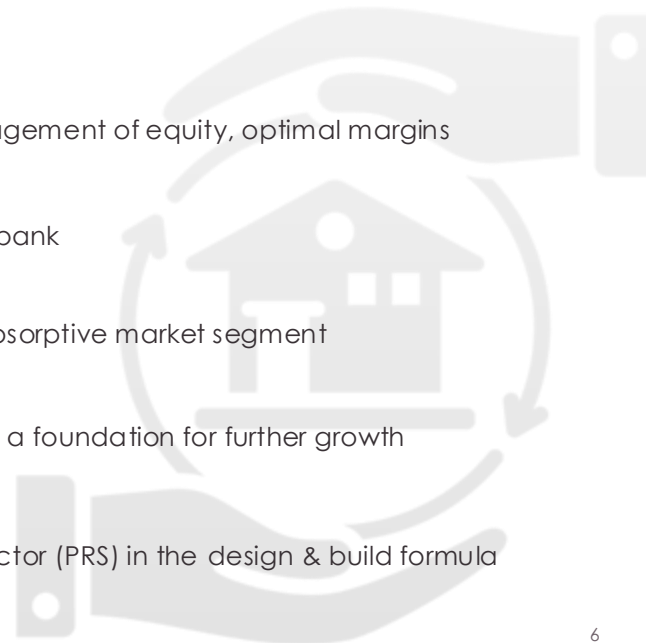 agement of equity, optimal margins
bank
bsorptive market segment
a foundation for further growth
ctor (PRS) in the design & build formula
6